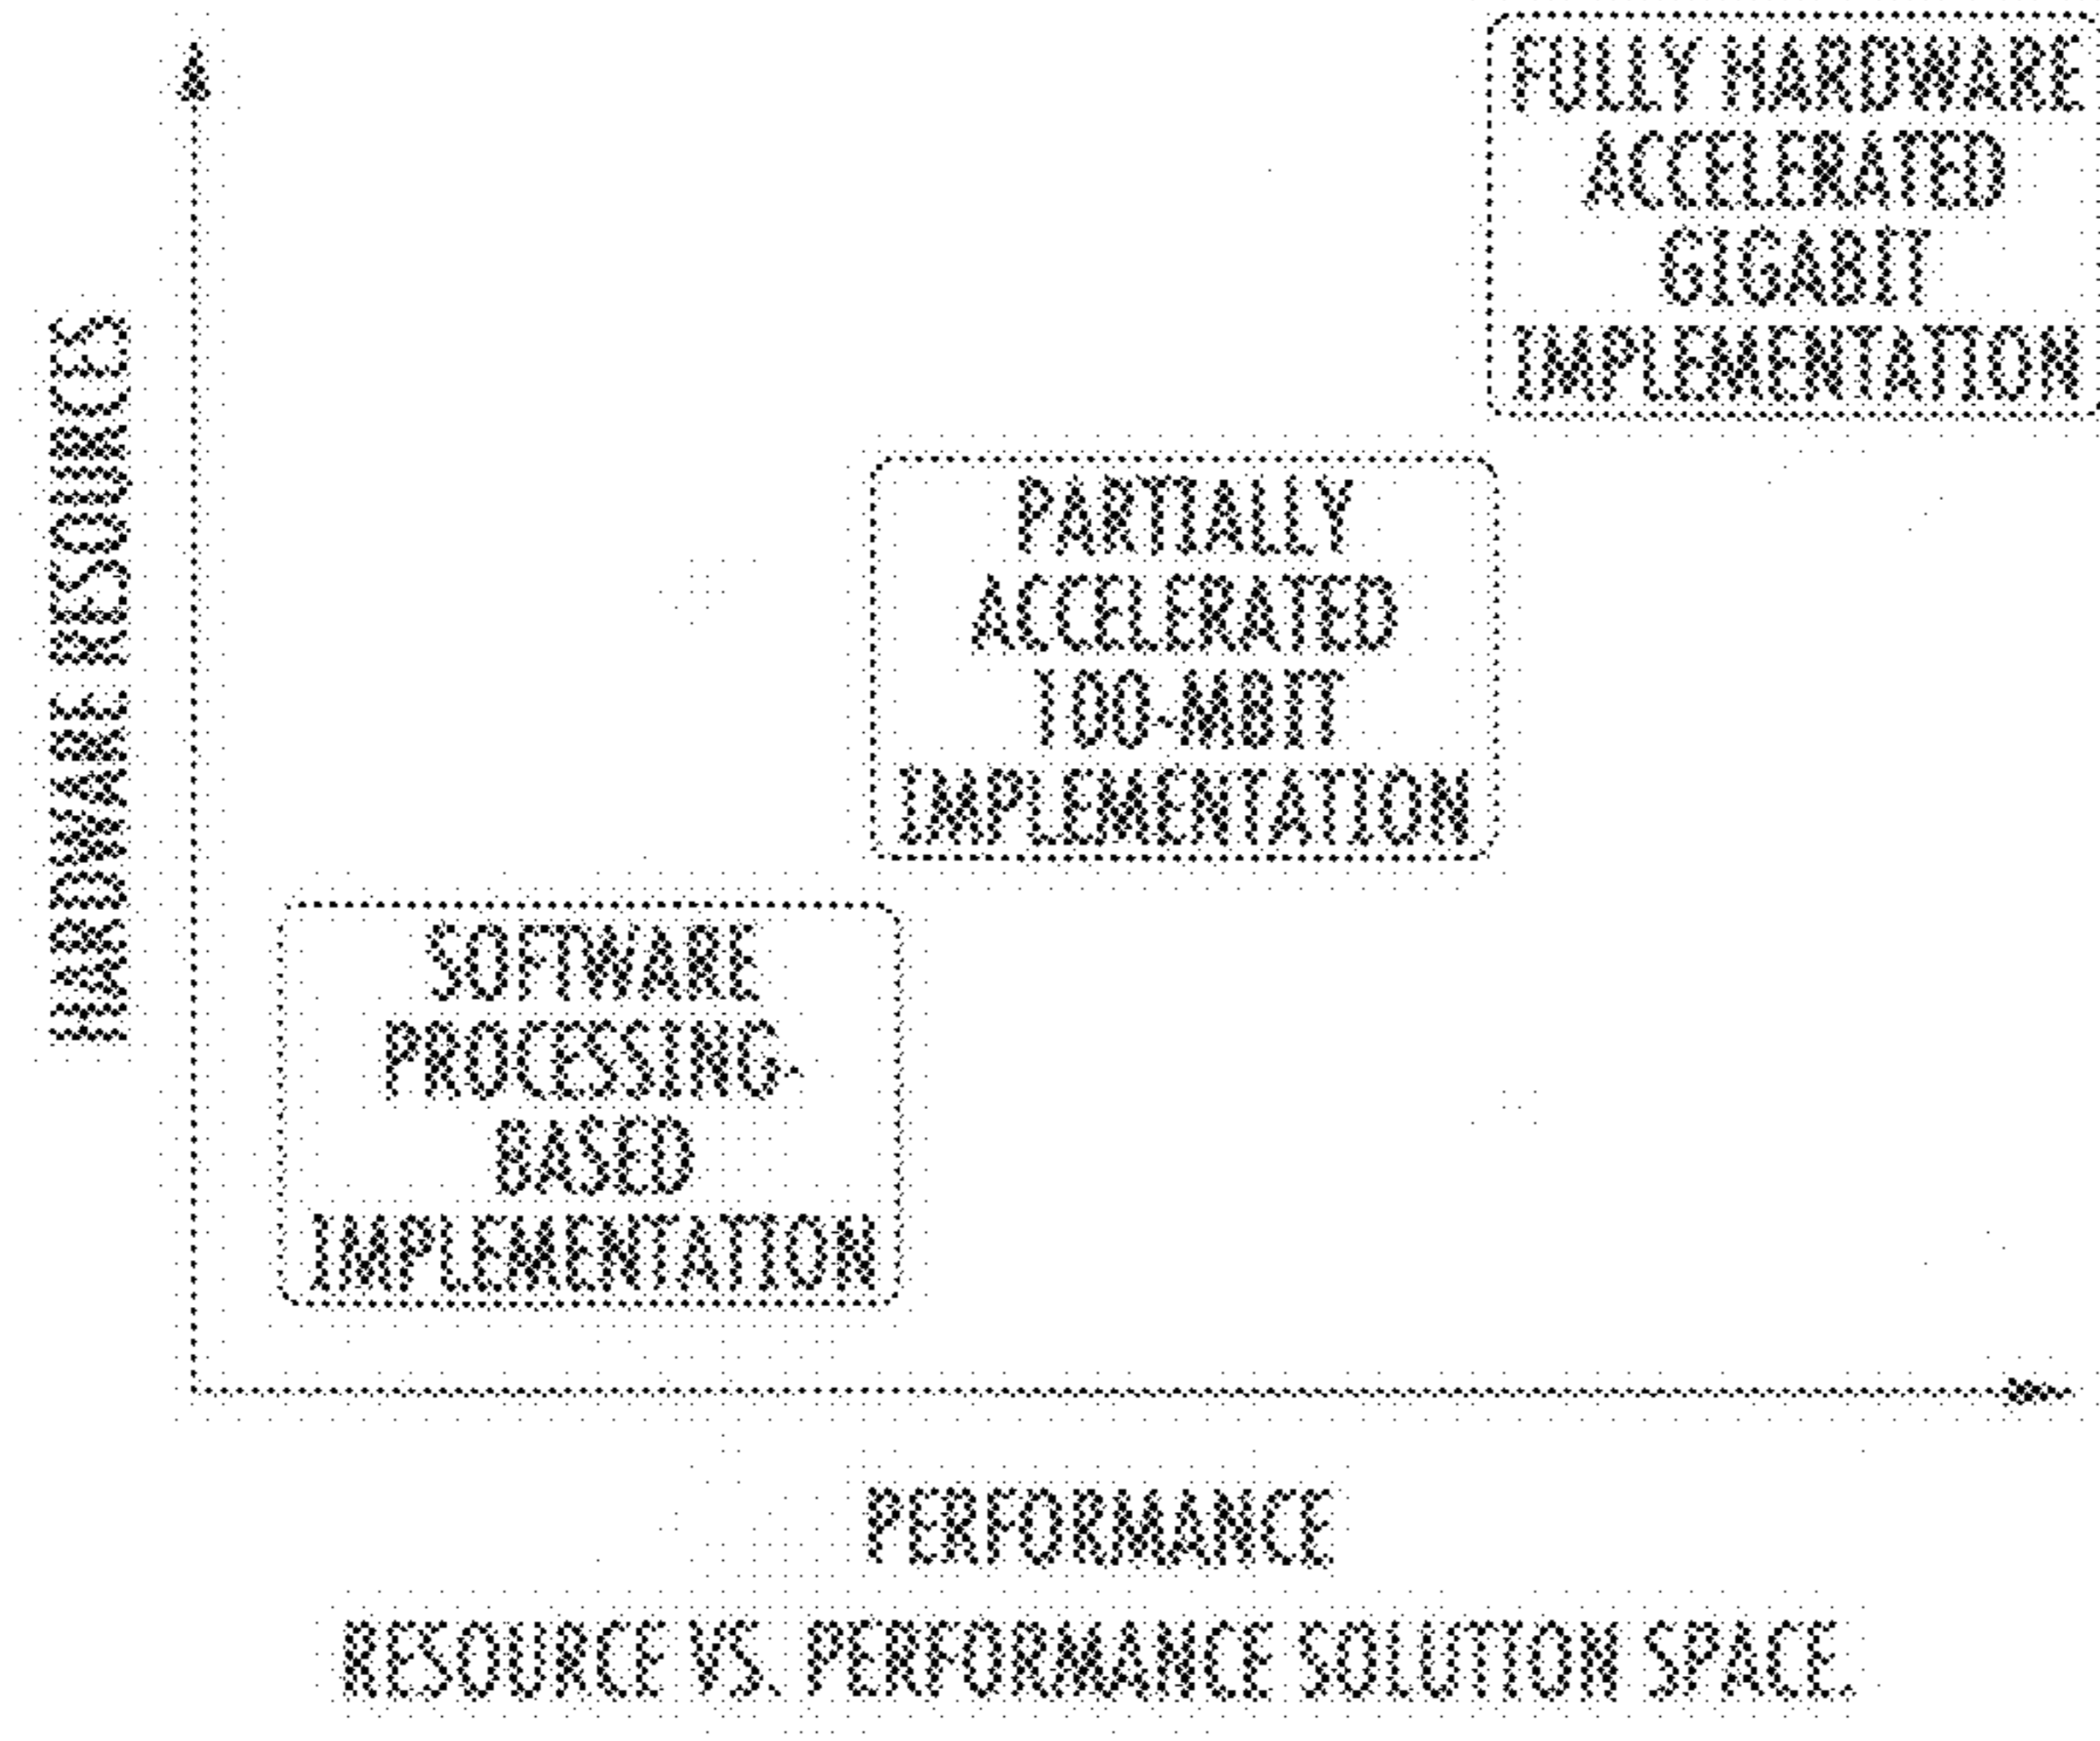 FULLY HARDWARE
ACCELERATED
GIGABIT
IMPLEMENTATION
HARDWARE RESOURCES
PARTIALLY
ACCELERATED
100-MBIT
IMPLEMENTATION
SOFTWARE
PROCESSING-
BASED
IMPLEMENTATION
PERFORMANCE
RESOURCE VS. PERFORMANCE SOLUTION SPACE.